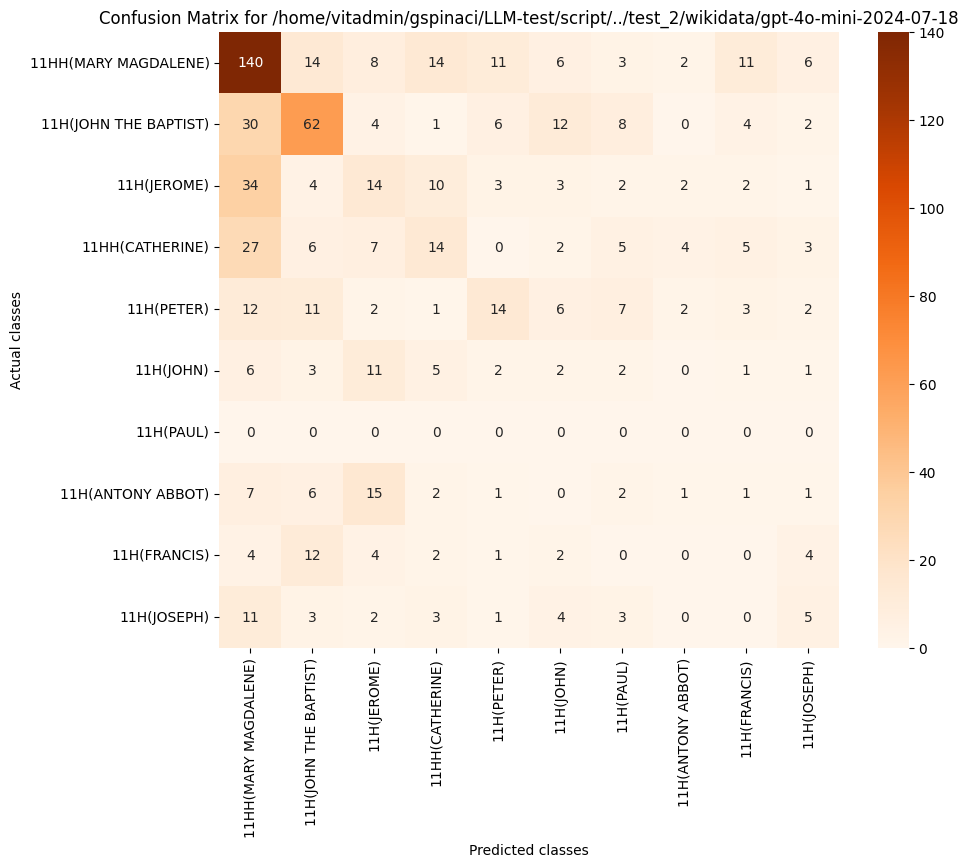 Confusion Matrix for /home/vitadmin/gspinaci/LLM-test/script/../test_2/wikidata/gpt-4o-mini-2024-07-18
Actual classes
11HH(MARY MAGDALENE) 140 14 8 14 11 6 3 2 11 6
11H(JOHN THE BAPTIST) 30 62 4 1 6 12 8 0 4 2
11H(JEROME) 34 4 14 10 3 3 2 2 2 1
11HH(CATHERINE) 27 6 7 14 0 2 5 4 5 3
11H(PETER) 12 11 2 1 14 6 7 2 3 2
11H(JOHN) 6 3 11 5 2 2 2 0 1 1
11H(PAUL) 0 0 0 0 0 0 0 0 0 0
11H(ANTONY ABBOT) 7 6 15 2 1 0 2 1 1 1
11H(FRANCIS) 4 12 4 2 1 2 0 0 0 4
11H(JOSEPH) 11 3 2 3 1 4 3 0 0 5
11HH(MARY MAGDALENE)
11H(JOHN THE BAPTIST)
11H(JEROME)
11HH(CATHERINE)
11H(PETER)
11H(JOHN)
11H(PAUL)
11H(ANTONY ABBOT)
11H(FRANCIS)
11H(JOSEPH)
Predicted classes
140
120
100
80
60
40
20
0